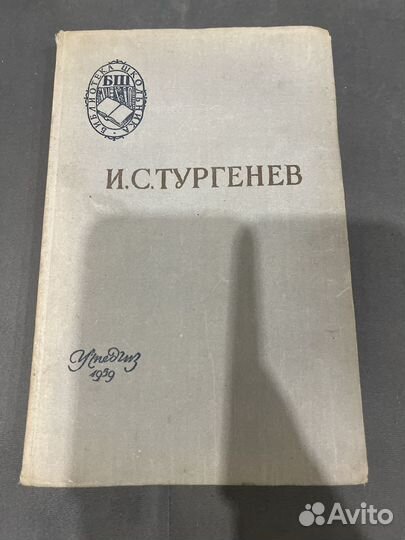 БИБЛИОТЕКА ШКОЛЬНИКА
БШ
И.С.ТУРГЕНЕВ
Учпедгиз
1959
Avito